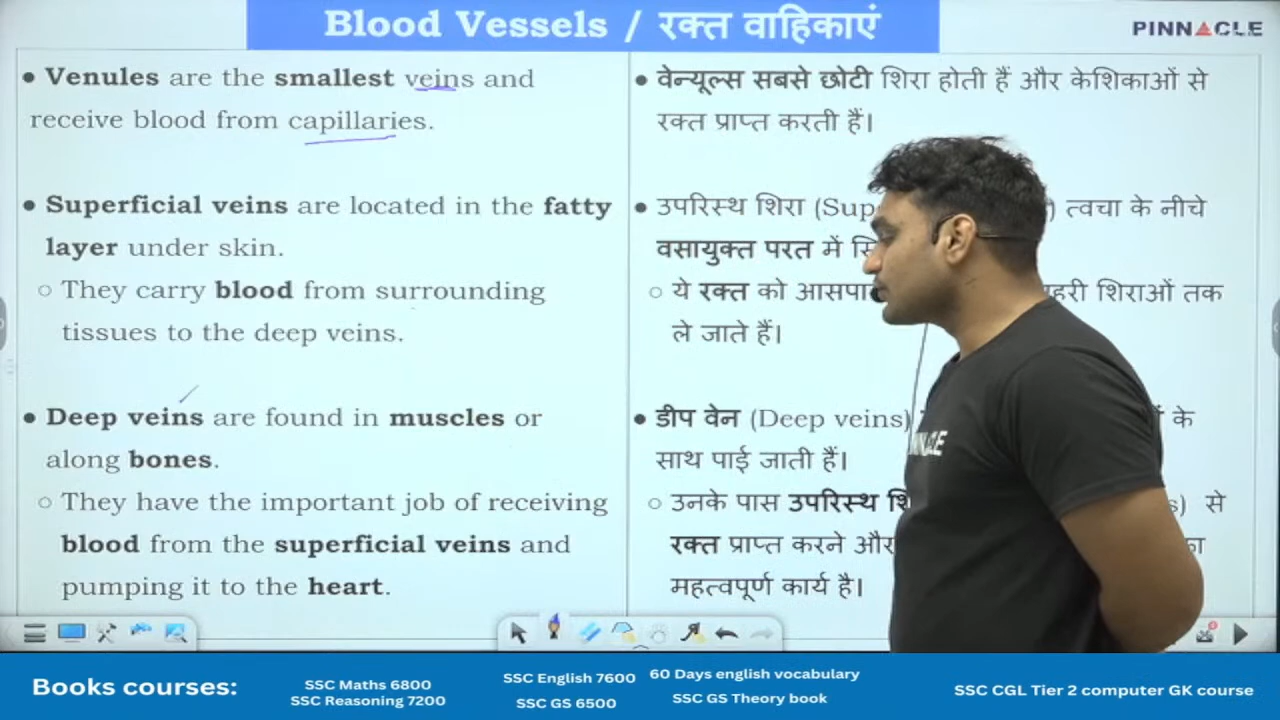 Blood Vessels / रक्त वाहिकाएं
PINNACLE
● Venules are the smallest veins and
receive blood from capillaries.
● Superficial veins are located in the fatty
layer under skin.
○ They carry blood from surrounding
tissues to the deep veins.
● Deep veins are found in muscles or
along bones.
○ They have the important job of receiving
blood from the superficial veins and
pumping it to the heart.
● वेन्यूल्स सबसे छोटी शिरा होती हैं और केशिकाओं से
रक्त प्राप्त करती हैं।
● उपरिस्थ शिरा (Sup ) त्वचा के नीचे
वसायुक्त परत में
○ ये रक्त को शिराओं तक
ले जाते हैं।
● डीप वेन (Deep veins) के
साथ पाई जाती हैं।
○ उनके पास उपरिस्थ s) से
रक्त प्राप्त करने और
महत्वपूर्ण कार्य है।
Books courses:
SSC Maths 6800
SSC Reasoning 7200
SSC English 7600
SSC GS 6500
60 Days english vocabulary
SSC GS Theory book
SSC CGL Tier 2 computer GK course